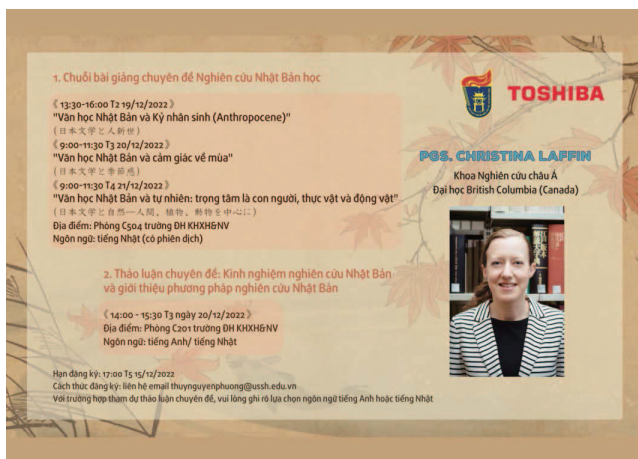 1. Chuỗi bài giảng chuyên đề Nghiên cứu Nhật Bản học
《 13:30-16:00 T2 19/12/2022 》
"Văn học Nhật Bản và Kỷ nhân sinh (Anthropocene)"
(日本文学と人新世)
《 9:00-11:30 T3 20/12/2022 》
"Văn học Nhật Bản và cảm giác về mùa"
(日本文学と季節感)
《 9:00-11:30 T4 21/12/2022 》
"Văn học Nhật Bản và tự nhiên: trọng tâm là con người, thực vật và động vật"
(日本文学と自然―人間、植物、動物を中心に)
Địa điểm: Phòng C504 trường ĐH KHXH&NV
Ngôn ngữ: tiếng Nhật (có phiên dịch)
2. Thảo luận chuyên đề: Kinh nghiệm nghiên cứu Nhật Bản
và giới thiệu phương pháp nghiên cứu Nhật Bản
《 14:00 - 15:30 T3 ngày 20/12/2022 》
Địa điểm: Phòng C201 trường ĐH KHXH&NV
Ngôn ngữ: tiếng Anh/ tiếng Nhật
Hạn đăng ký: 17:00 T5 15/12/2022
Cách thức đăng ký: liên hệ email thuynguyenphuong@ussh.edu.vn
Với trường hợp tham dự thảo luận chuyên đề, vui lòng ghi rõ lựa chọn ngôn ngữ tiếng Anh hoặc tiếng Nhật
TOSHIBA
PGS. CHRISTINA LAFFIN
Khoa Nghiên cứu châu Á
Đại học British Columbia (Canada)